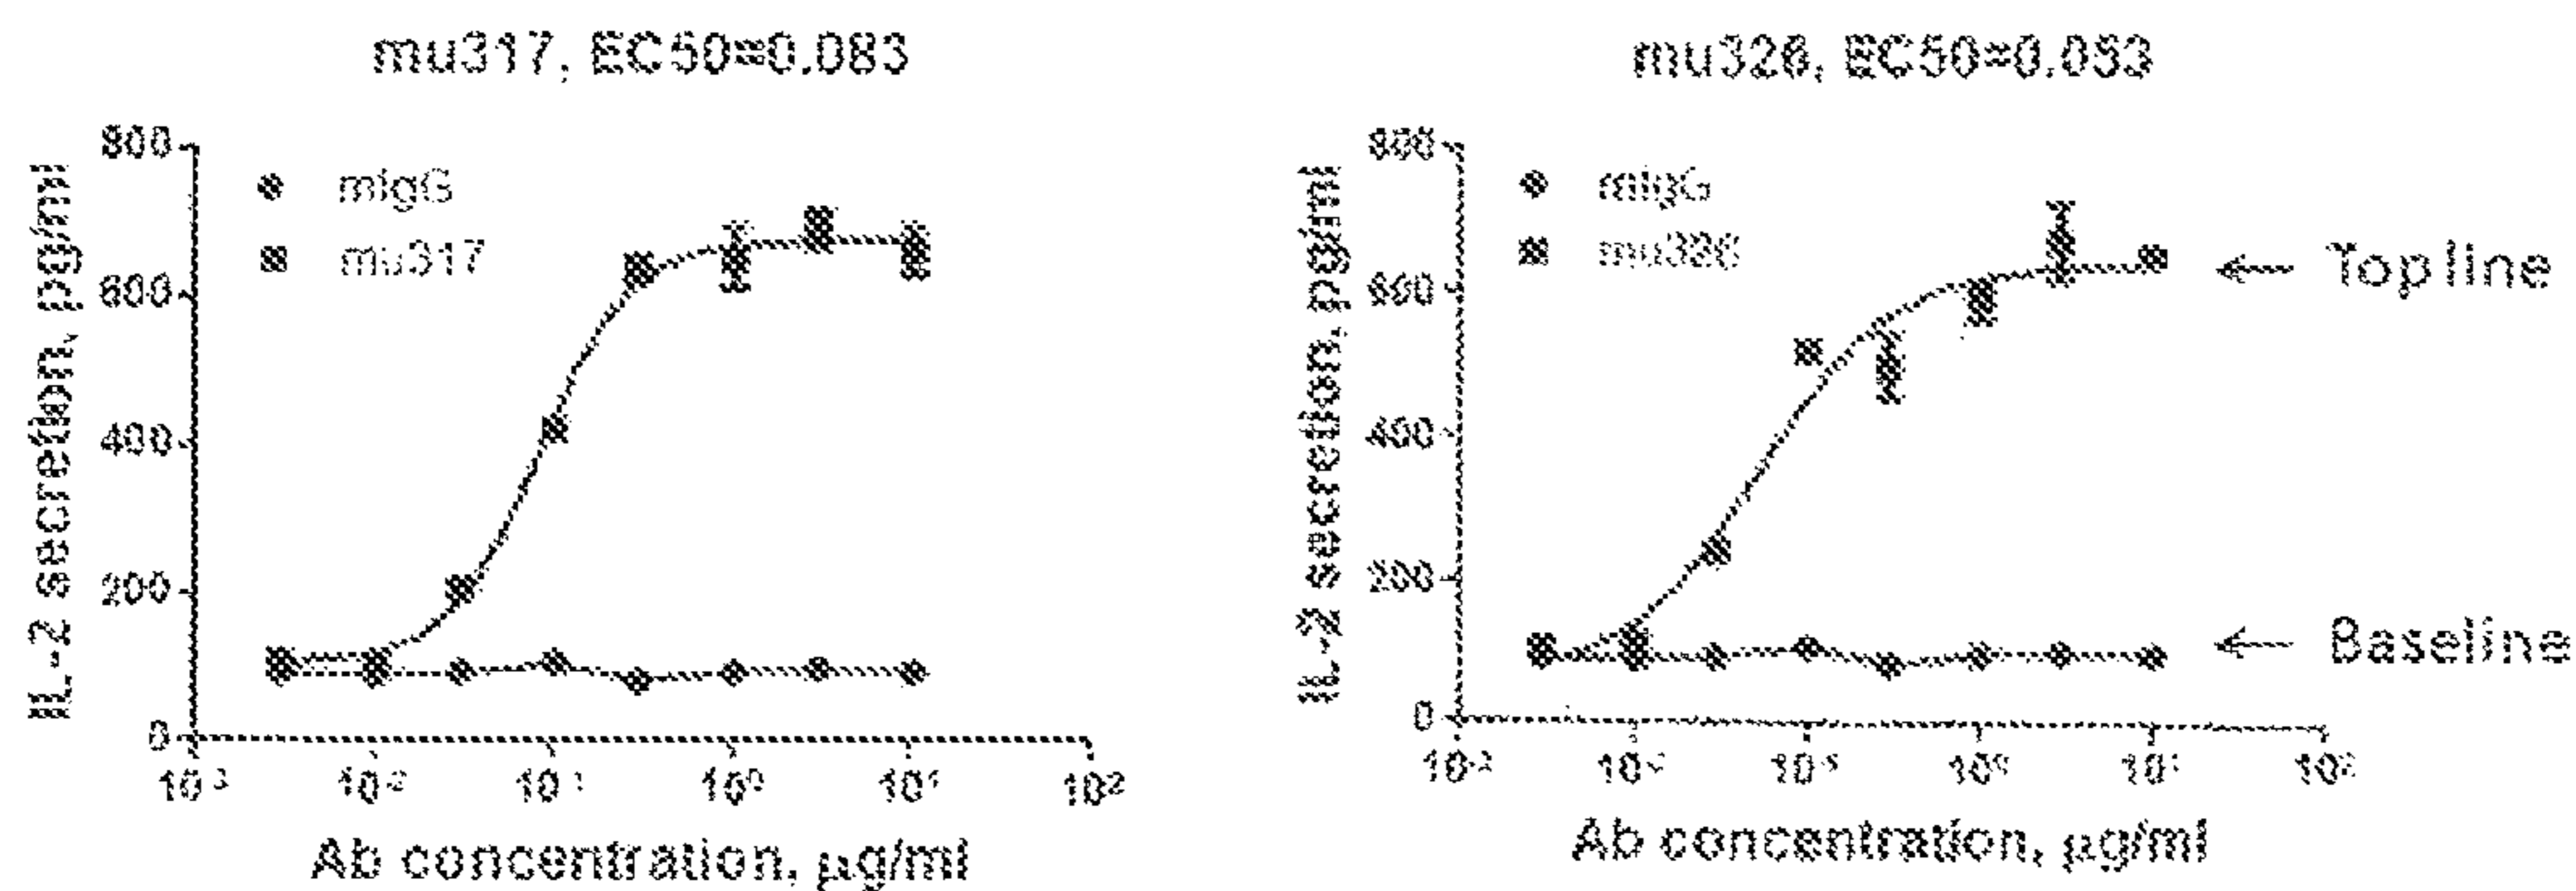 mu317, EC50=0.083
800
600
400
200
0
mIgG
mu317
IL-2 secretion, pg/ml
10-3 10-2 10-1 100 101 102
Ab concentration, μg/ml
mu326, EC50=0.053
800
600
400
200
0
mIgG
mu326
IL-2 secretion, pg/ml
← Top line
← Baseline
10-3 10-2 10-1 100 101 102
Ab concentration, μg/ml